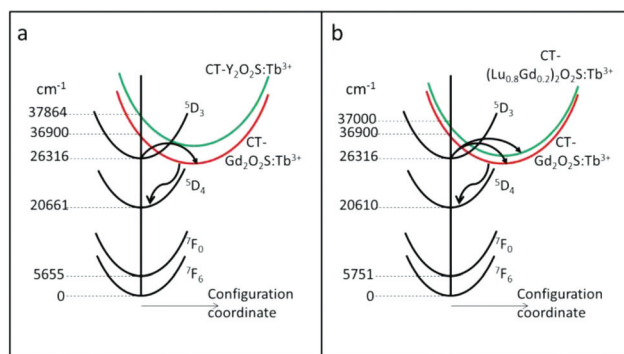 a
CT-Y₂O₂S:Tb³⁺
cm⁻¹
37864
36900
26316
20661
5655
0
⁵D₃
CT-
Gd₂O₂S:Tb³⁺
⁵D₄
⁷F₀
⁷F₆
Configuration
coordinate
b
CT-
(Lu₀.₈Gd₀.₂)₂O₂S:Tb³⁺
cm⁻¹
37000
36900
26316
20610
5751
0
⁵D₃
CT-
Gd₂O₂S:Tb³⁺
⁵D₄
⁷F₀
⁷F₆
Configuration
coordinate